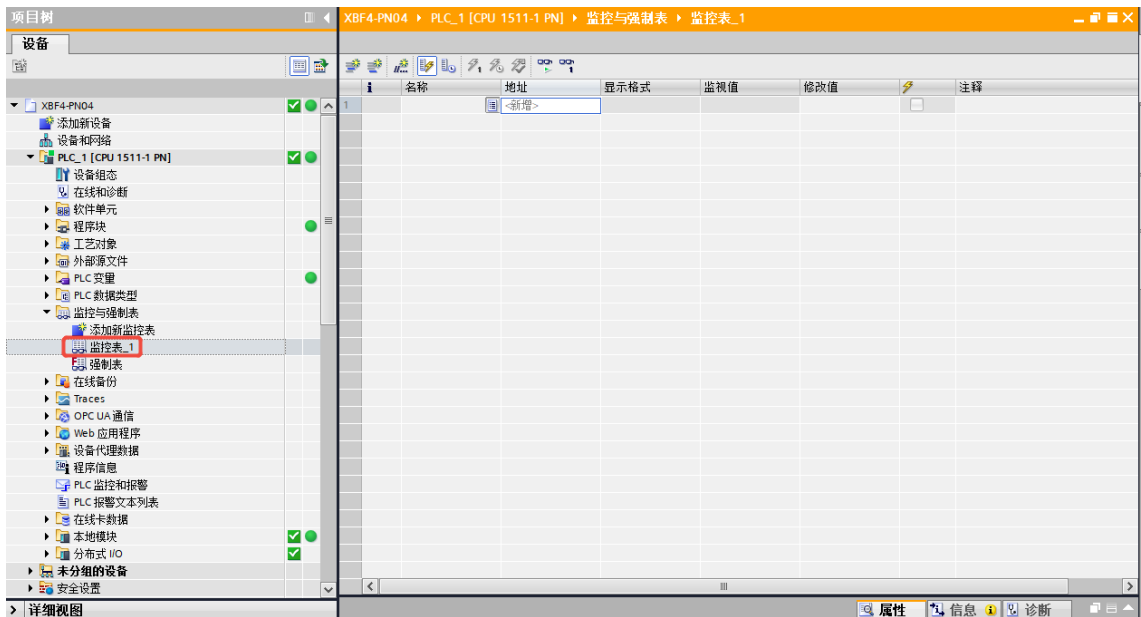 项目树
XBF4-PN04 PLC_1 [CPU 1511-1 PN] 监控与强制表 监控表_1
设备
i 名称 地址 显示格式 监视值 修改值 注释
1 <新增>
XBF4-PN04
添加新设备
设备和网络
PLC_1 [CPU 1511-1 PN]
设备组态
在线和诊断
软件单元
程序块
工艺对象
外部源文件
PLC 变量
PLC 数据类型
监控与强制表
添加新监控表
监控表_1
强制表
在线备份
Traces
OPC UA 通信
Web 应用程序
设备代理数据
程序信息
PLC 监控和报警
PLC 报警文本列表
在线卡数据
本地模块
分布式 I/O
未分组的设备
安全设置
详细视图
属性 信息 诊断